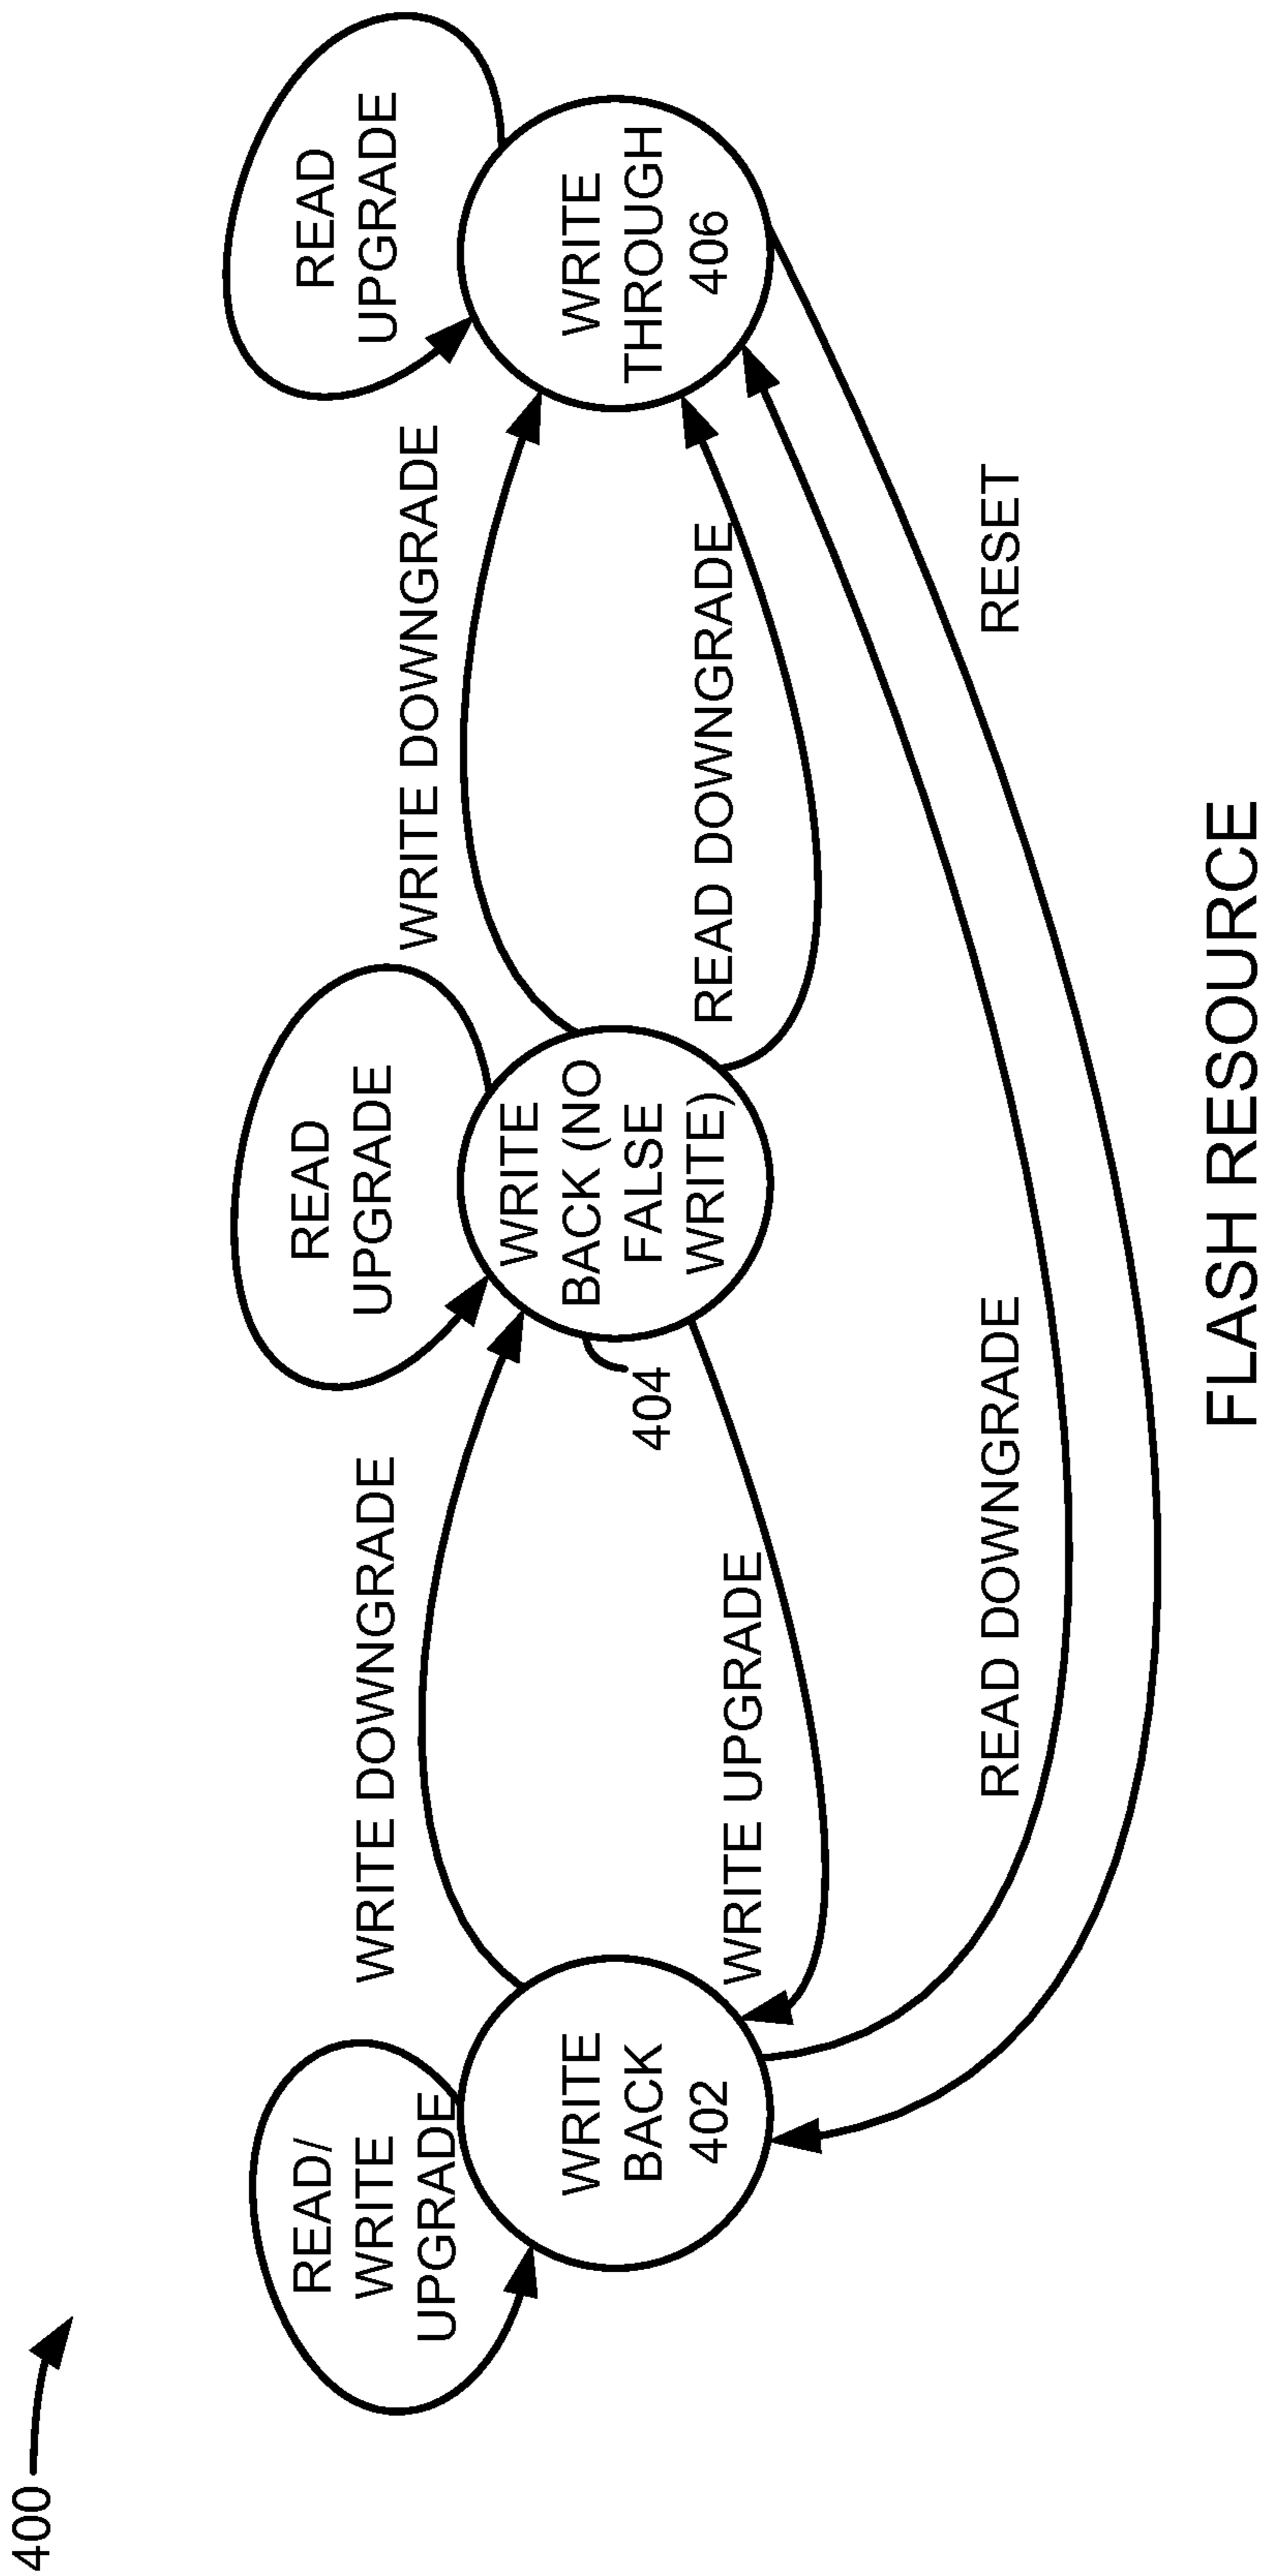 400
READ/
WRITE
UPGRADE
WRITE DOWNGRADE
READ
UPGRADE
WRITE DOWNGRADE
READ
UPGRADE
WRITE
BACK
402
WRITE UPGRADE
404
WRITE
BACK (NO
FALSE
WRITE)
READ DOWNGRADE
WRITE
THROUGH
406
READ DOWNGRADE
RESET
FLASH RESOURCE